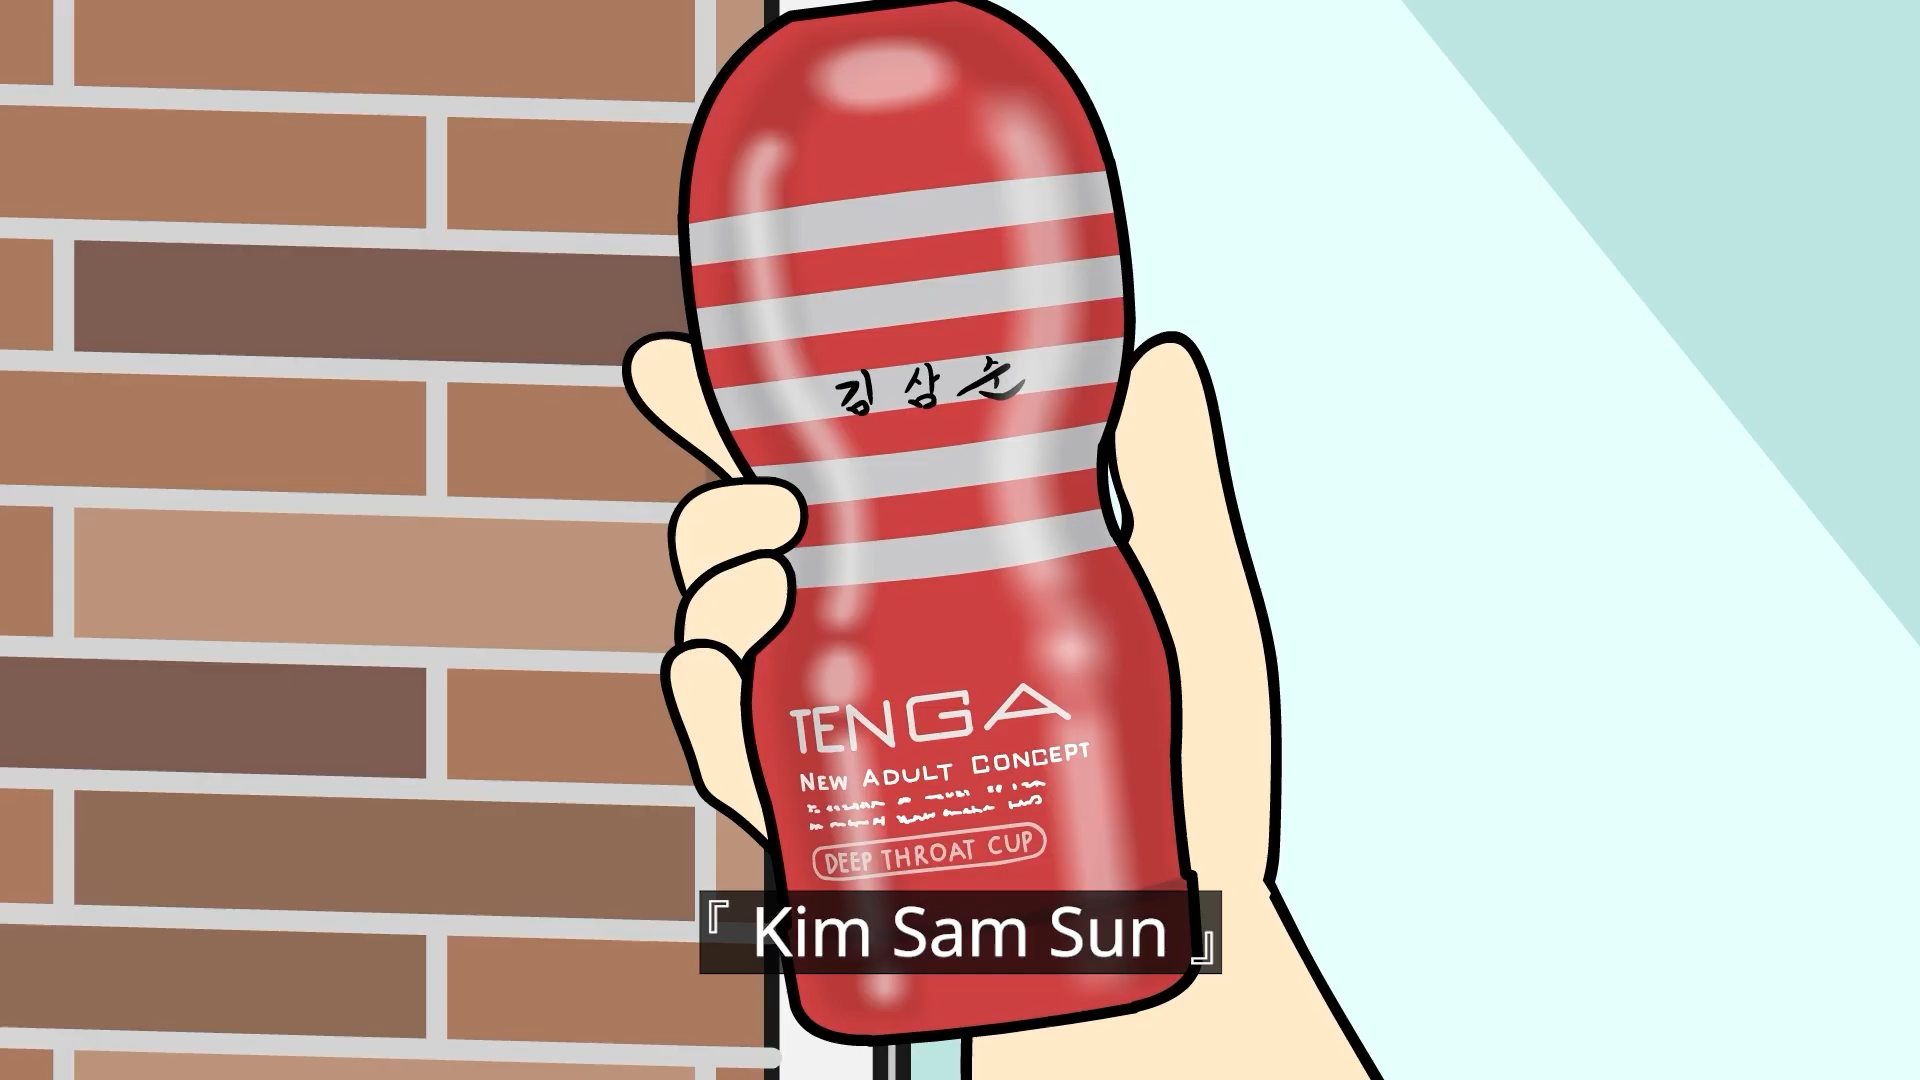 김삼순
TENGA
NEW ADULT CONCEPT
DEEP THROAT CUP
『 Kim Sam Sun 』